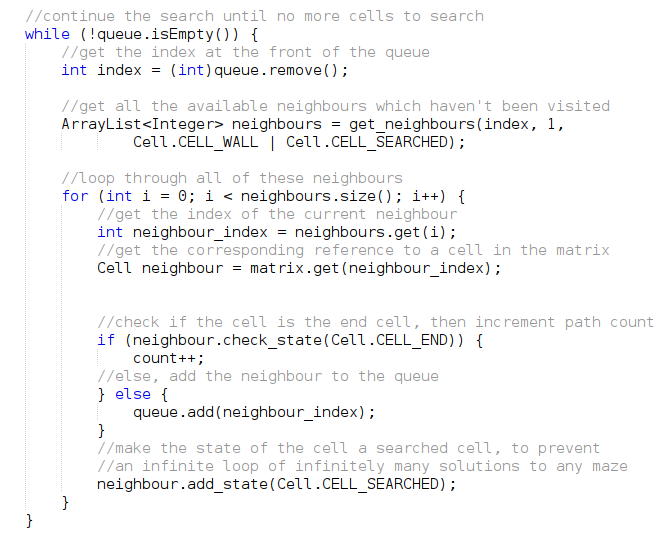 //continue the search until no more cells to search
while (!queue.isEmpty()) {
//get the index at the front of the queue
int index = (int)queue.remove();
//get all the available neighbours which haven't been visited
ArrayList<Integer> neighbours = get_neighbours(index, 1,
Cell.CELL_WALL | Cell.CELL_SEARCHED);
//loop through all of these neighbours
for (int i = 0; i < neighbours.size(); i++) {
//get the index of the current neighbour
int neighbour_index = neighbours.get(i);
//get the corresponding reference to a cell in the matrix
Cell neighbour = matrix.get(neighbour_index);
//check if the cell is the end cell, then increment path count
if (neighbour.check_state(Cell.CELL_END)) {
count++;
//else, add the neighbour to the queue
} else {
queue.add(neighbour_index);
}
//make the state of the cell a searched cell, to prevent
//an infinite loop of infinitely many solutions to any maze
neighbour.add_state(Cell.CELL_SEARCHED);
}
}